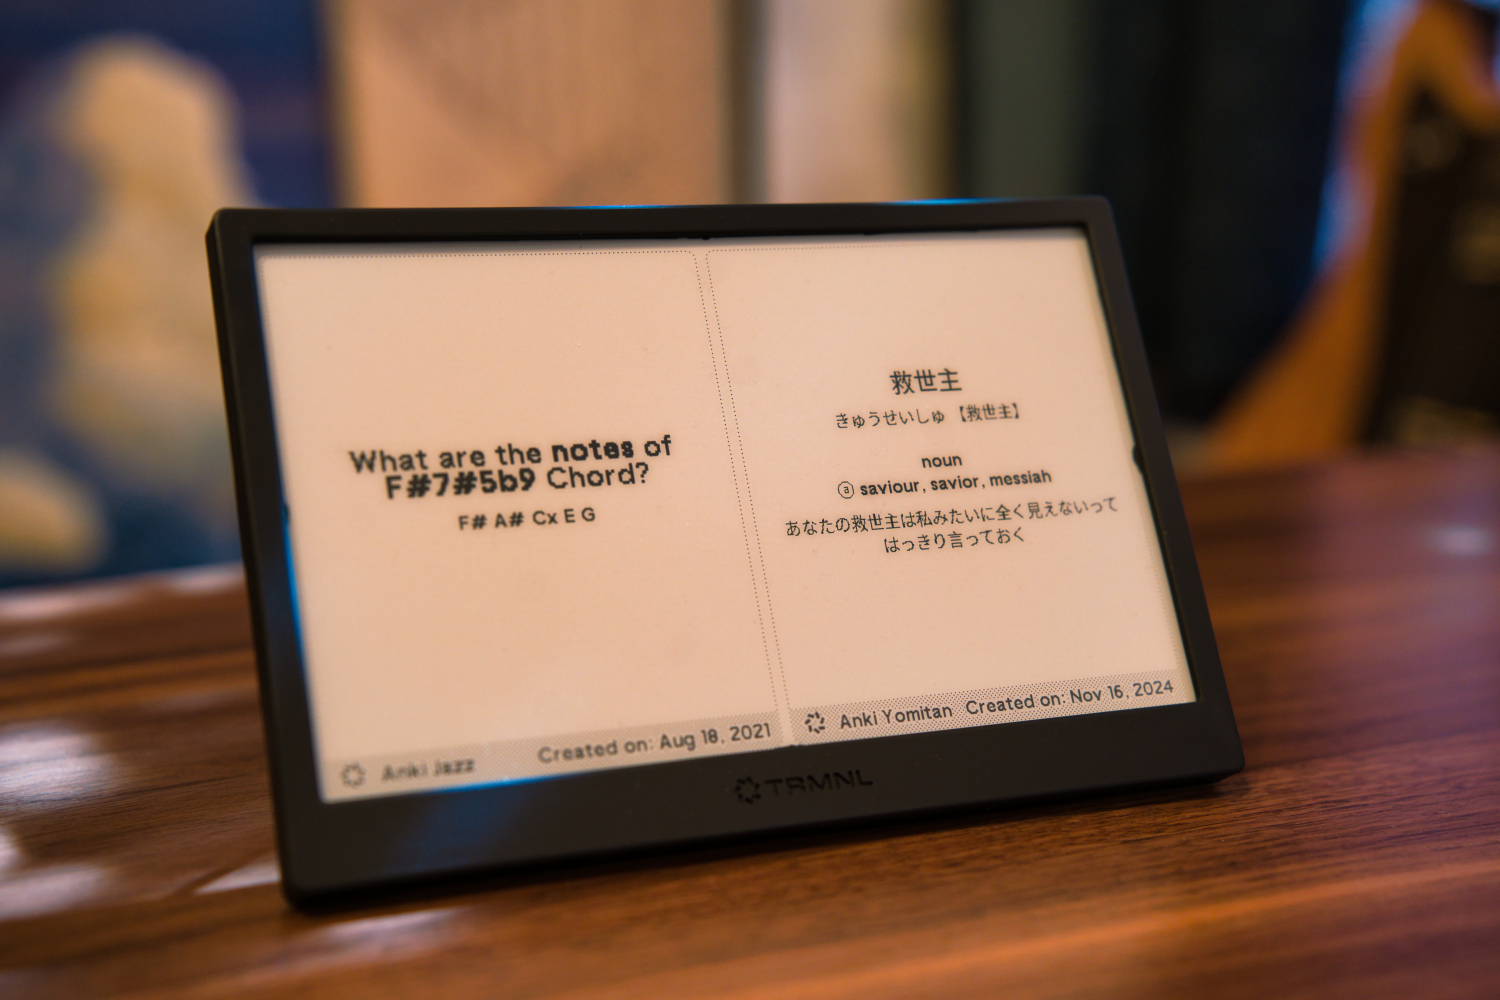 What are the notes of
F#7#5b9 Chord?
F# A# Cx E G
Anki Jazz
Created on: Aug 18, 2021
救世主
きゅうせいしゅ【救世主】
noun
a saviour, savior, messiah
あなたの救世主は私みたいに全く見えないって
はっきり言っておく
Anki Yomitan
Created on: Nov 16, 2024
TRMNL